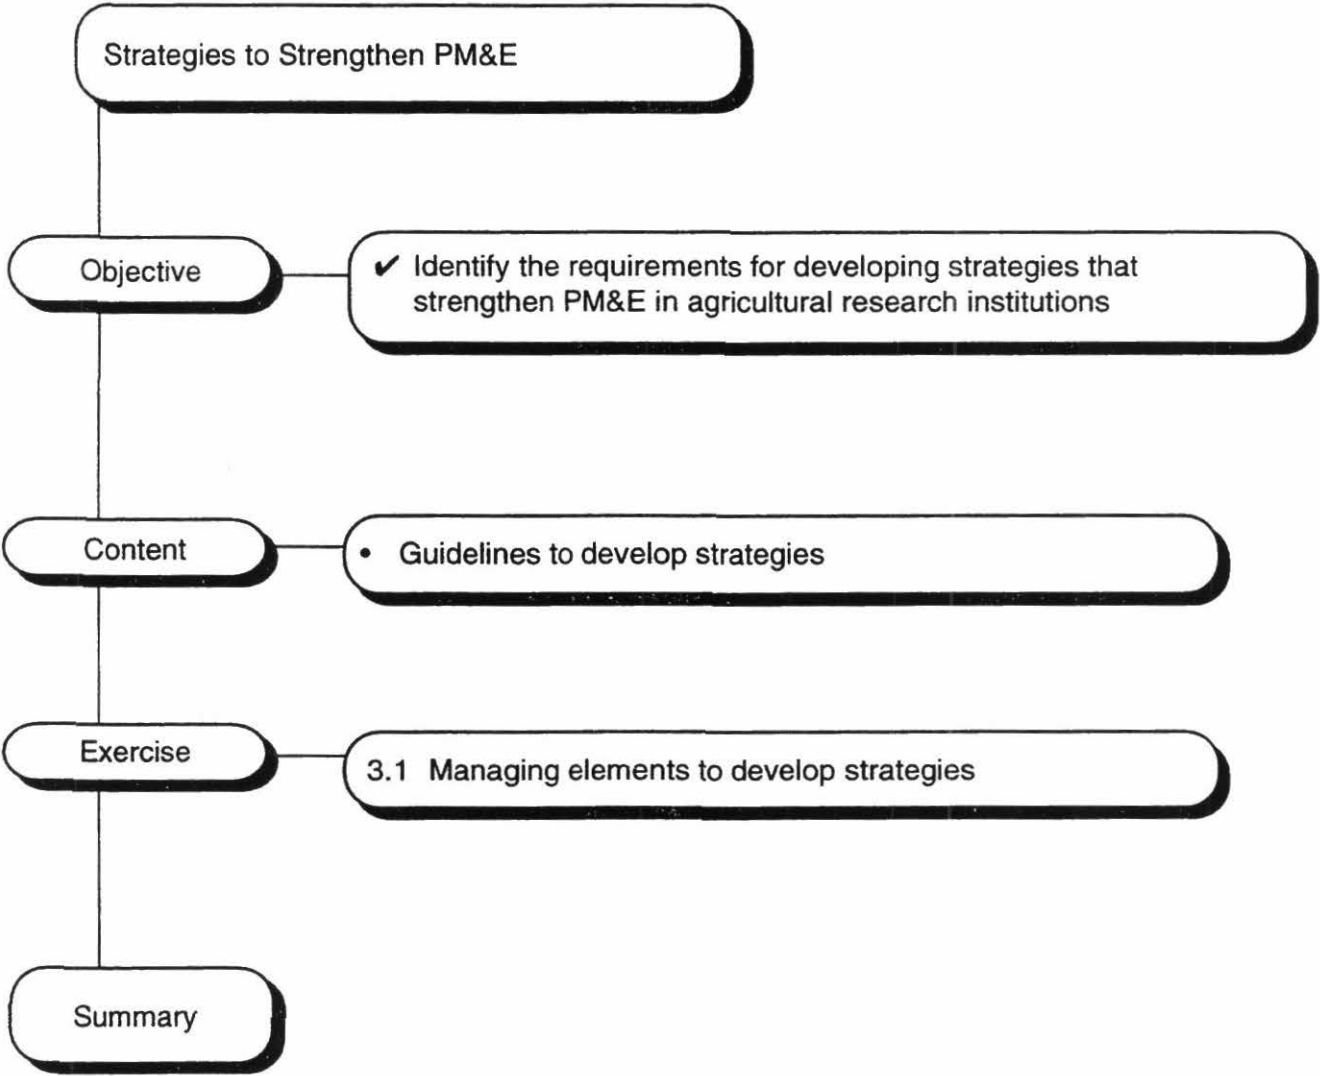 Strategies to Strengthen PM&E
Objective
✔ Identify the requirements for developing strategies that
strengthen PM&E in agricultural research institutions
Content
• Guidelines to develop strategies
Exercise
3.1 Managing elements to develop strategies
Summary